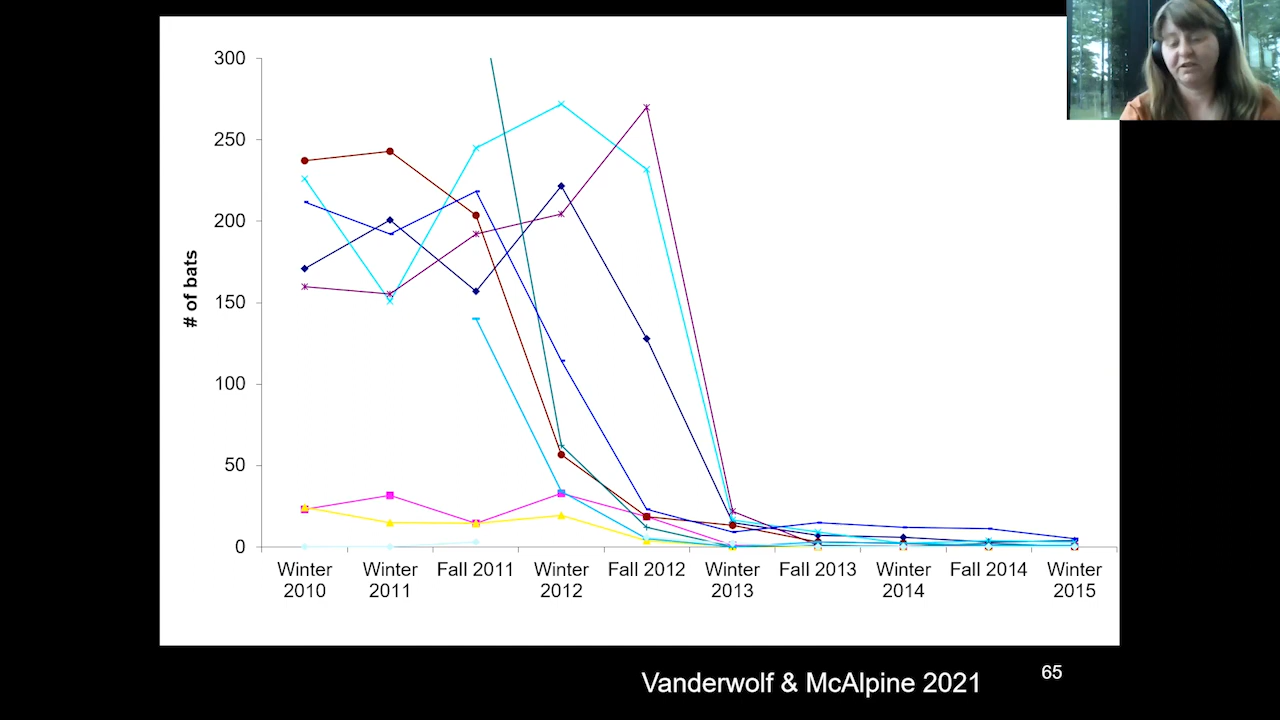 300
250
200
150
100
50
0
# of bats
Winter 2010
Winter 2011
Fall 2011
Winter 2012
Fall 2012
Winter 2013
Fall 2013
Winter 2014
Fall 2014
Winter 2015
Vanderwolf & McAlpine 2021
65